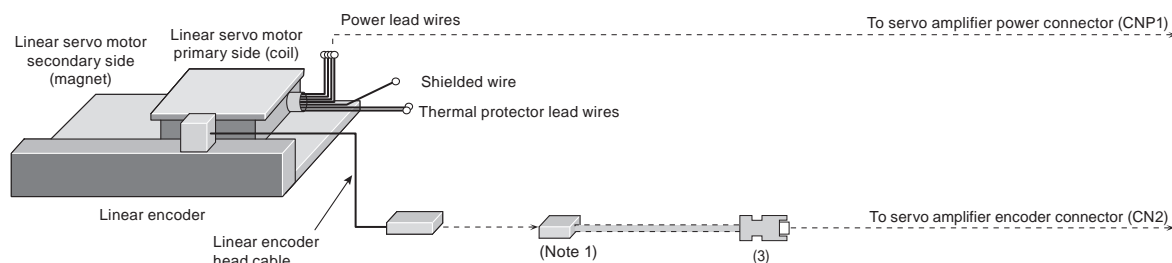 Power lead wires
To servo amplifier power connector (CNP1)
Linear servo motor
secondary side
(magnet)
Linear servo motor
primary side (coil)
Shielded wire
Thermal protector lead wires
Linear encoder
Linear encoder
head cable
(Note 1)
(3)
To servo amplifier encoder connector (CN2)